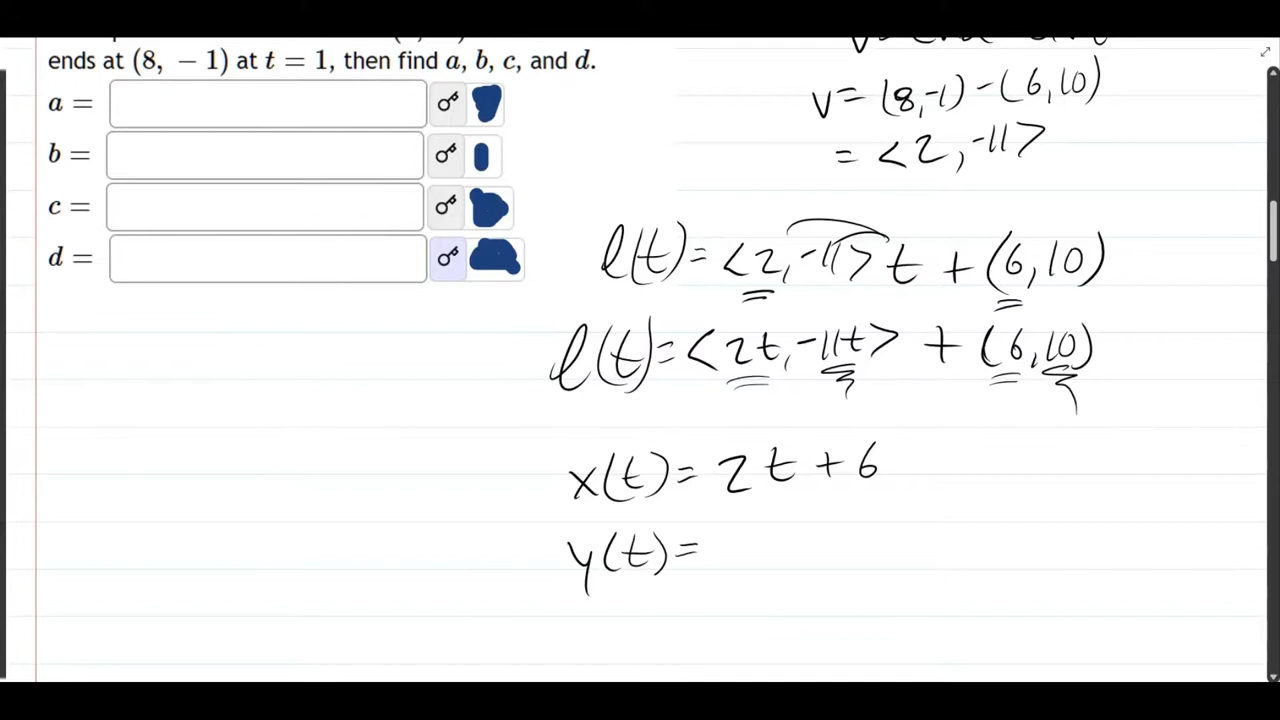 ends at (8, −1) at t = 1, then find a, b, c, and d.
a =
b =
c =
d =
v = (8,-1) - (6,10)
= <2, -11>
l(t) = <2, -11> t + (6, 10)
l(t) = <2t, -11t> + (6, 10)
x(t) = 2t + 6
y(t) =